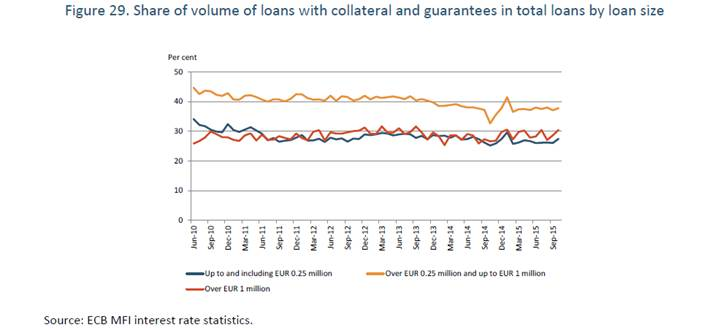 Figure 29. Share of volume of loans with collateral and guarantees in total loans by loan size
Per cent
50
40
30
20
10
0
Jun-10
Sep-10
Dec-10
Mar-11
Jun-11
Sep-11
Dec-11
Mar-12
Jun-12
Sep-12
Dec-12
Mar-13
Jun-13
Sep-13
Dec-13
Mar-14
Jun-14
Sep-14
Dec-14
Mar-15
Jun-15
Sep-15
Up to and including EUR 0.25 million
Over EUR 0.25 million and up to EUR 1 million
Over EUR 1 million
Source: ECB MFI interest rate statistics.